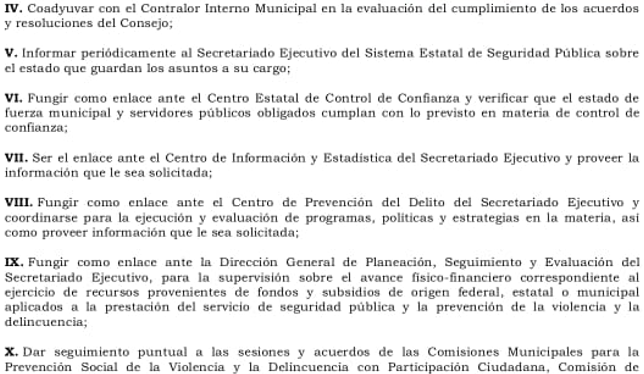 IV. Coadyuvar con el Contralor Interno Municipal en la evaluación del cumplimiento de los acuerdos
y resoluciones del Consejo;
V. Informar periódicamente al Secretariado Ejecutivo del Sistema Estatal de Seguridad Pública sobre
el estado que guardan los asuntos a su cargo;
VI. Fungir como enlace ante el Centro Estatal de Control de Confianza y verificar que el estado de
fuerza municipal y servidores públicos obligados cumplan con lo previsto en materia de control de
confianza;
VII. Ser el enlace ante el Centro de Información y Estadística del Secretariado Ejecutivo y proveer la
información que le sea solicitada;
VIII. Fungir como enlace ante el Centro de Prevención del Delito del Secretariado Ejecutivo y
coordinarse para la ejecución y evaluación de programas, políticas y estrategias en la materia, así
como proveer información que le sea solicitada;
IX. Fungir como enlace ante la Dirección General de Planeación, Seguimiento y Evaluación del
Secretariado Ejecutivo, para la supervisión sobre el avance físico-financiero correspondiente al
ejercicio de recursos provenientes de fondos y subsidios de origen federal, estatal o municipal
aplicados a la prestación del servicio de seguridad pública y la prevención de la violencia y la
delincuencia;
X. Dar seguimiento puntual a las sesiones y acuerdos de las Comisiones Municipales para la
Prevención Social de la Violencia y la Delincuencia con Participación Ciudadana, Comisión de